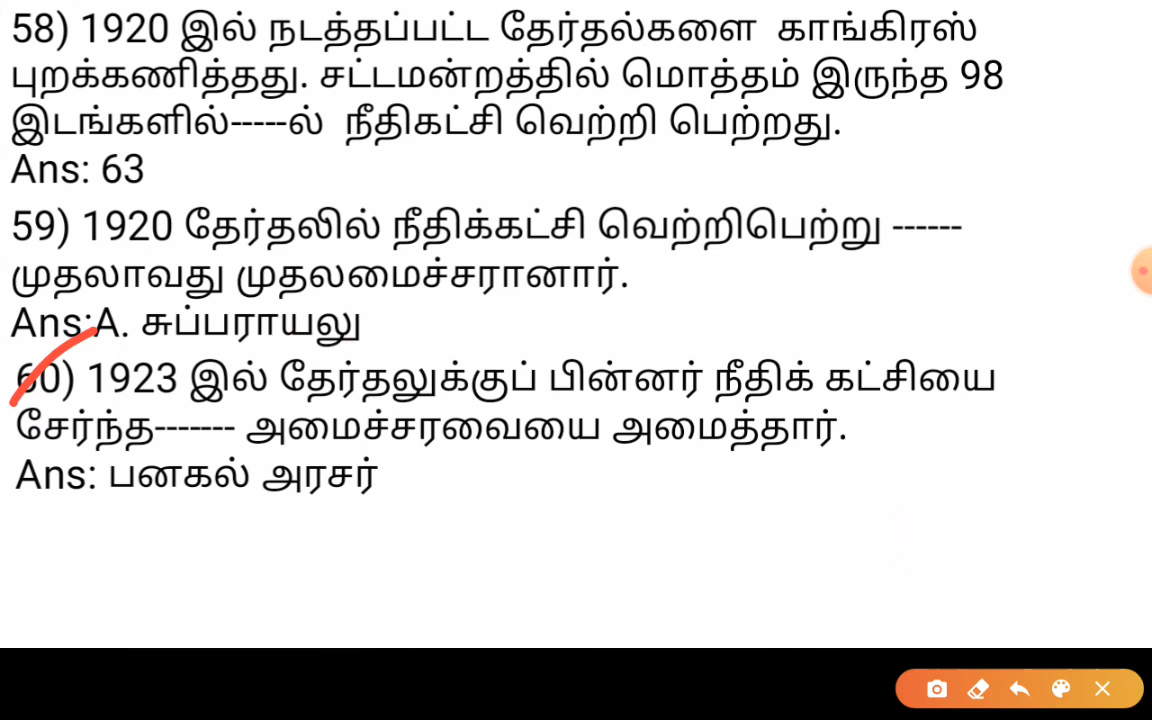 58) 1920 இல் நடத்தப்பட்ட தேர்தல்களை காங்கிரஸ்
புறக்கணித்தது. சட்டமன்றத்தில் மொத்தம் இருந்த 98
இடங்களில்-----ல் நீதிகட்சி வெற்றி பெற்றது.
Ans: 63
59) 1920 தேர்தலில் நீதிக்கட்சி வெற்றிபெற்று ------
முதலாவது முதலமைச்சரானார்.
Ans:A. சுப்பராயலு
60) 1923 இல் தேர்தலுக்குப் பின்னர் நீதிக் கட்சியை
சேர்ந்த------- அமைச்சரவையை அமைத்தார்.
Ans: பனகல் அரசர்